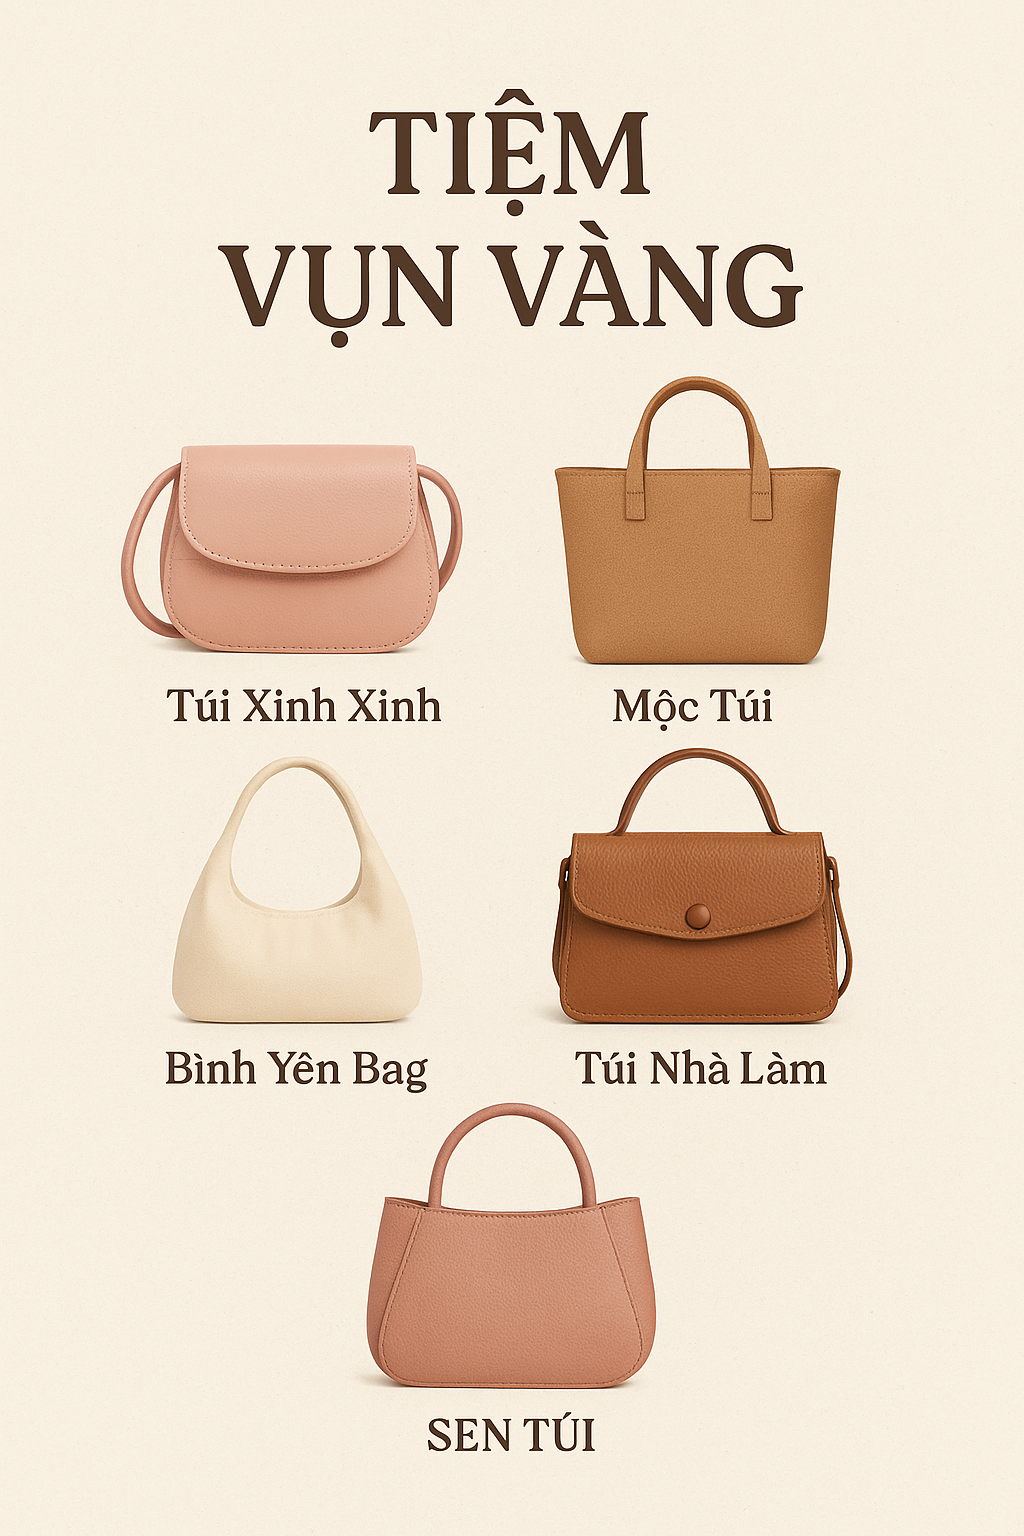 TIỆM
VỤN VÀNG
Túi Xinh Xinh
Mộc Túi
Bình Yên Bag
Túi Nhà Làm
SEN TÚI